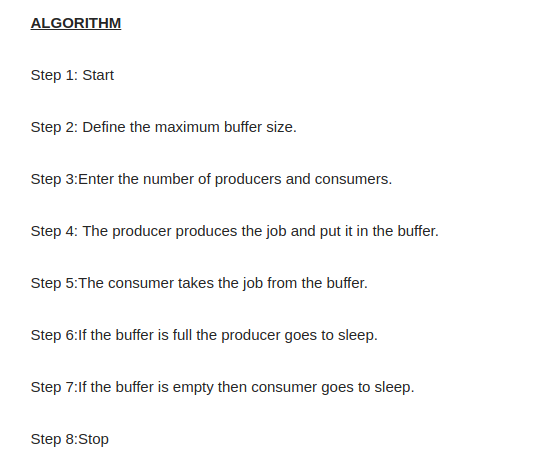 ALGORITHM
Step 1: Start
Step 2: Define the maximum buffer size.
Step 3:Enter the number of producers and consumers.
Step 4: The producer produces the job and put it in the buffer.
Step 5:The consumer takes the job from the buffer.
Step 6:If the buffer is full the producer goes to sleep.
Step 7:If the buffer is empty then consumer goes to sleep.
Step 8:Stop